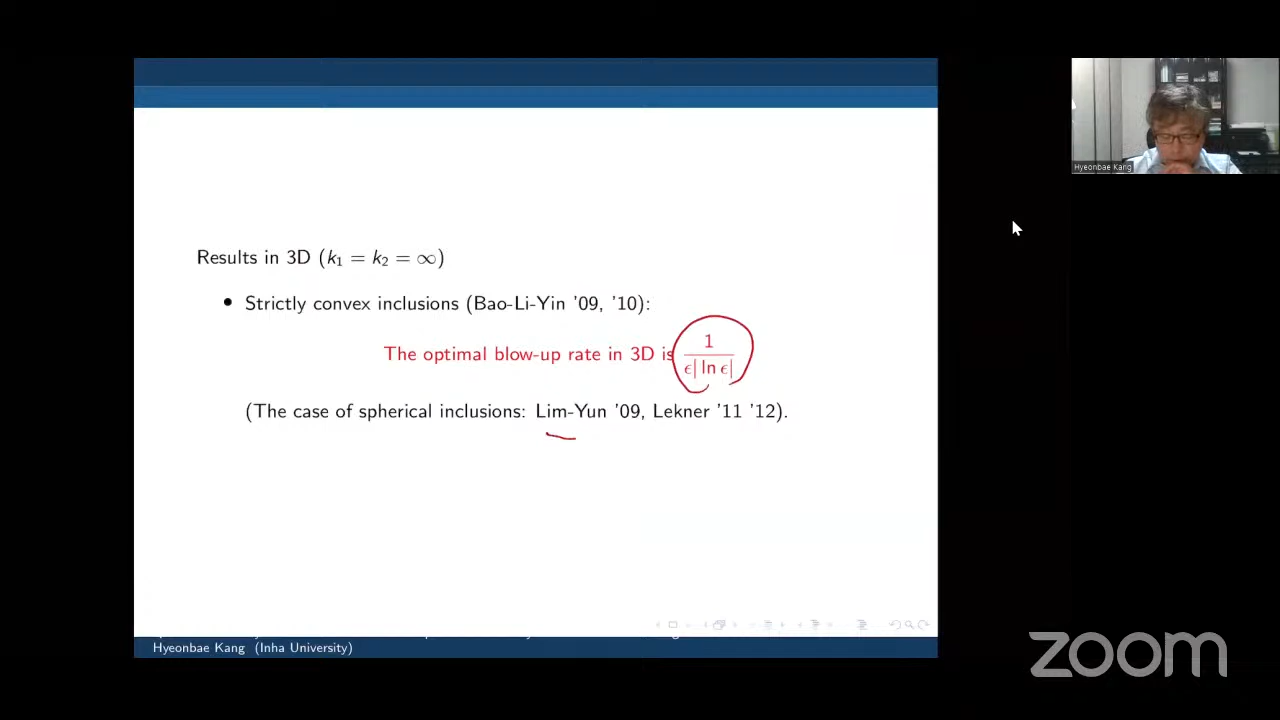 Results in 3D (k₁ = k₂ = ∞)
• Strictly convex inclusions (Bao-Li-Yin '09, '10):
The optimal blow-up rate in 3D is 1/ϵ| ln ϵ|
(The case of spherical inclusions: Lim-Yun '09, Lekner '11 '12).
Hyeonbae Kang (Inha University)
Hyeonbae Kang
zoom